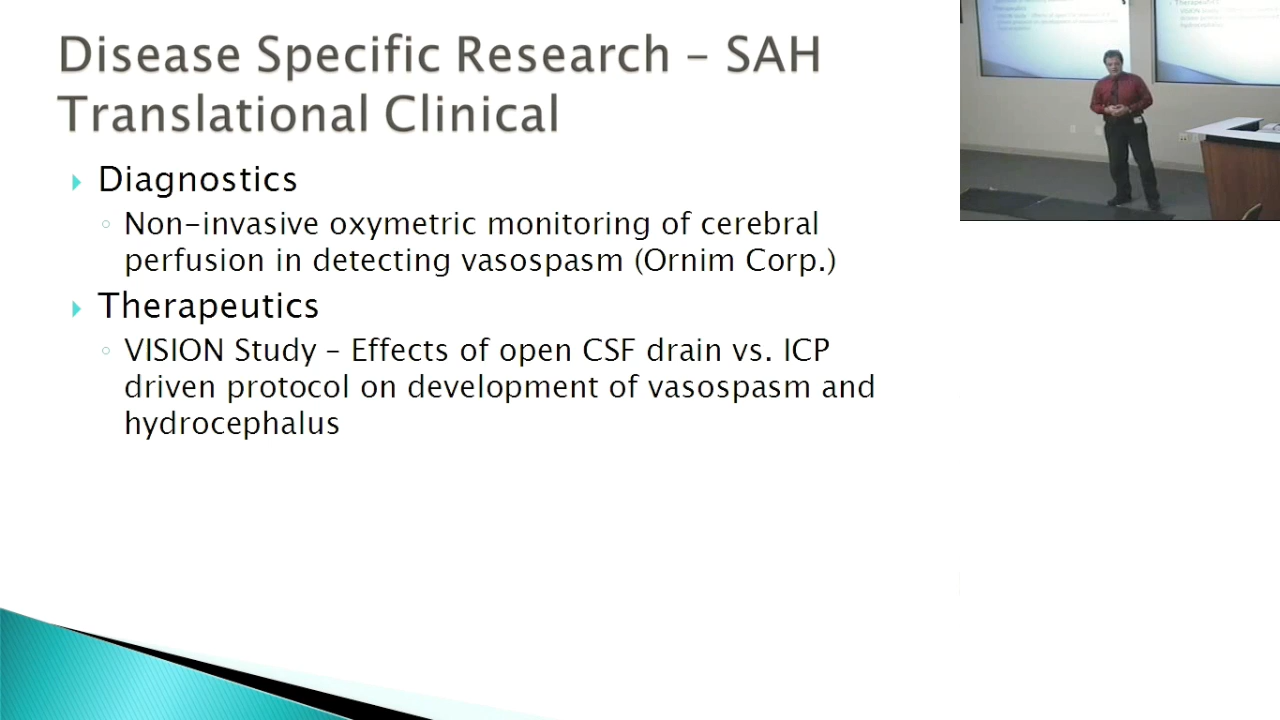 Disease Specific Research – SAH
Translational Clinical
Diagnostics
Non-invasive oxymetric monitoring of cerebral
perfusion in detecting vasospasm (Ornim Corp.)
Therapeutics
VISION Study – Effects of open CSF drain vs. ICP
driven protocol on development of vasospasm and
hydrocephalus